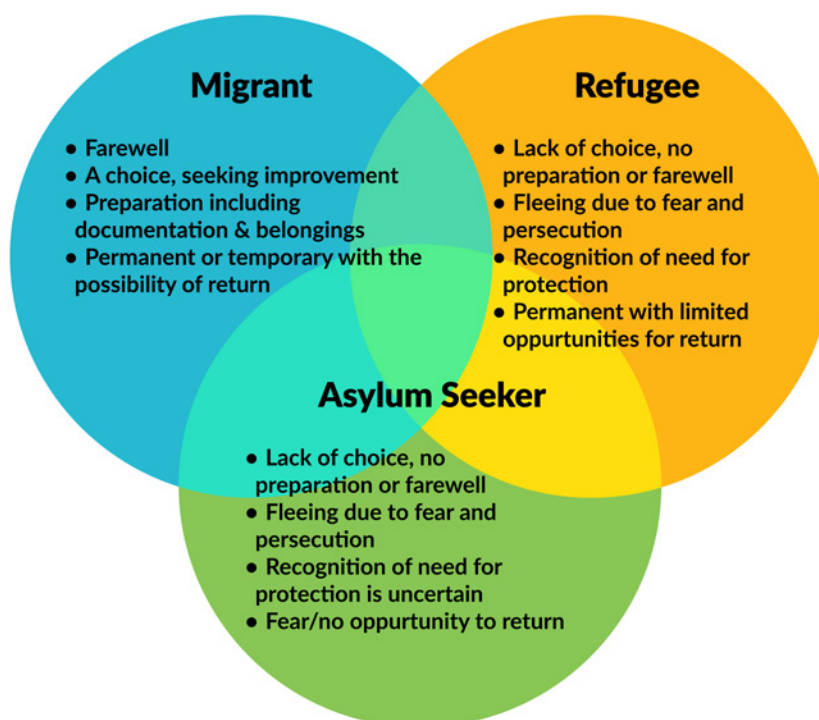 Migrant
• Farewell
• A choice, seeking improvement
• Preparation including
documentation & belongings
• Permanent or temporary with the
possibility of return
Refugee
• Lack of choice, no
preparation or farewell
• Fleeing due to fear and
persecution
• Recognition of need for
protection
• Permanent with limited
oppurtunities for return
Asylum Seeker
• Lack of choice, no
preparation or farewell
• Fleeing due to fear and
persecution
• Recognition of need for
protection is uncertain
• Fear/no oppurtunity to return